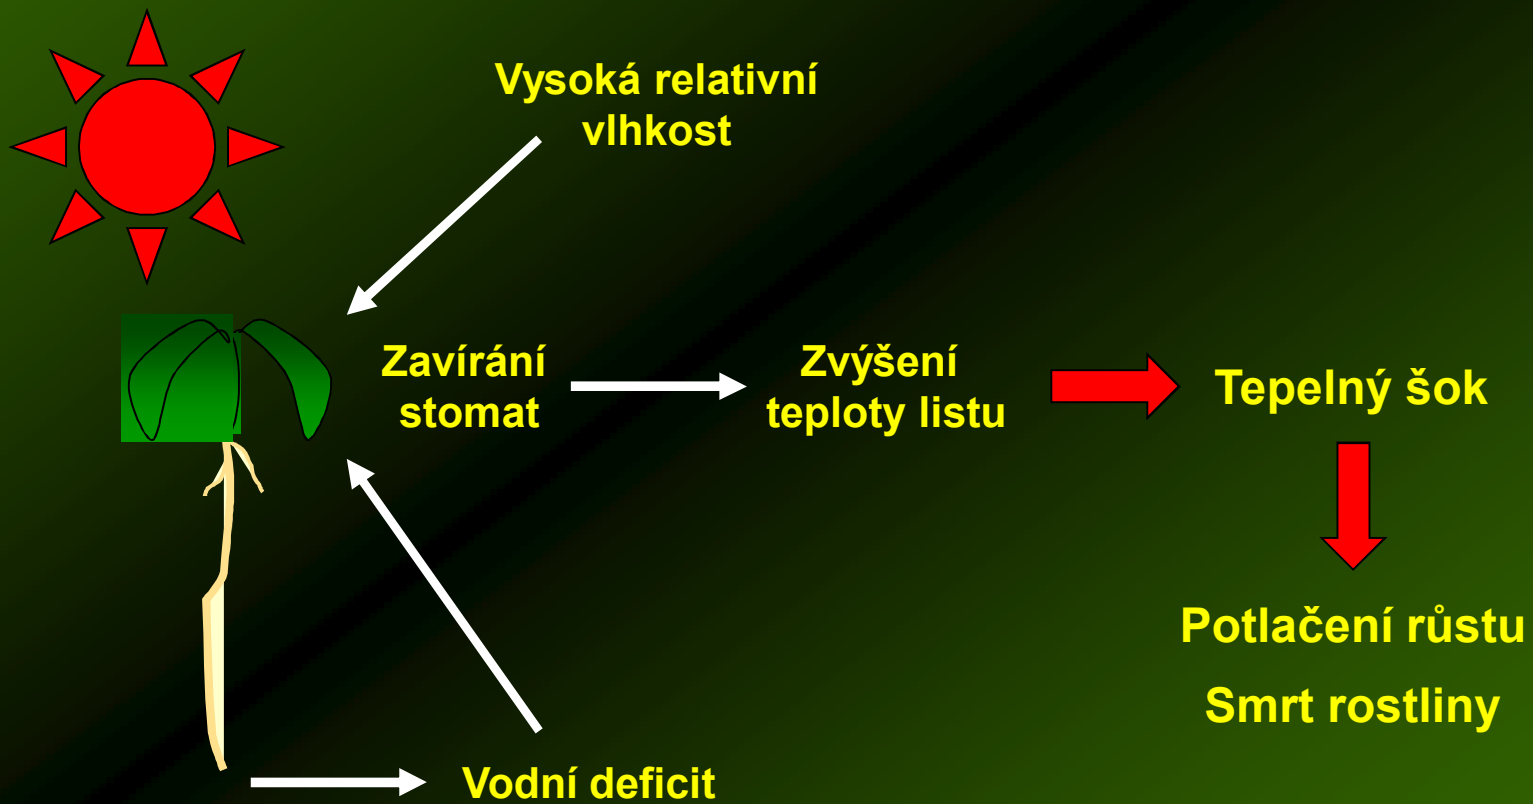 Vysoká relativní
vlhkost
Zavírání
stomat
Zvýšení
teploty listu
Tepelný šok
Potlačení růstu
Smrt rostliny
Vodní deficit